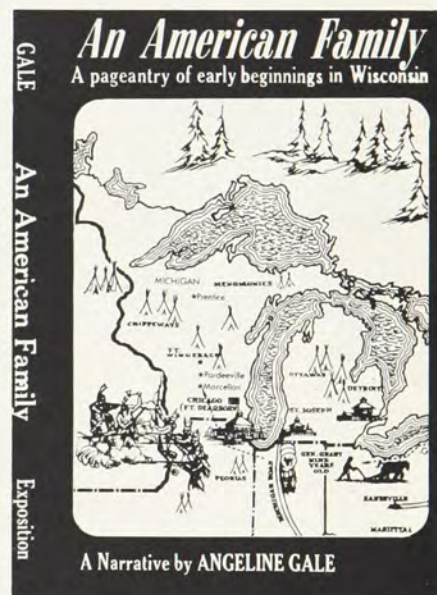 GALE An American Family Exposition
An American Family
A pageantry of early beginnings in Wisconsin
MICHIGAN
MENOMONIES
*Prentice
CHIPPEWAYS
FT.
WINNEBAGO
*Pardeeville
*Marcellon
OTTAWAS
DETROIT
CHICAGO
FT. DEARBORN
ST. JOSEPH
PEORIAS
MICHIGAN ROAD
GEN. GRANT
NINE
YEARS
OLD
ZANESVILLE
MARIETTA
A Narrative by ANGELINE GALE